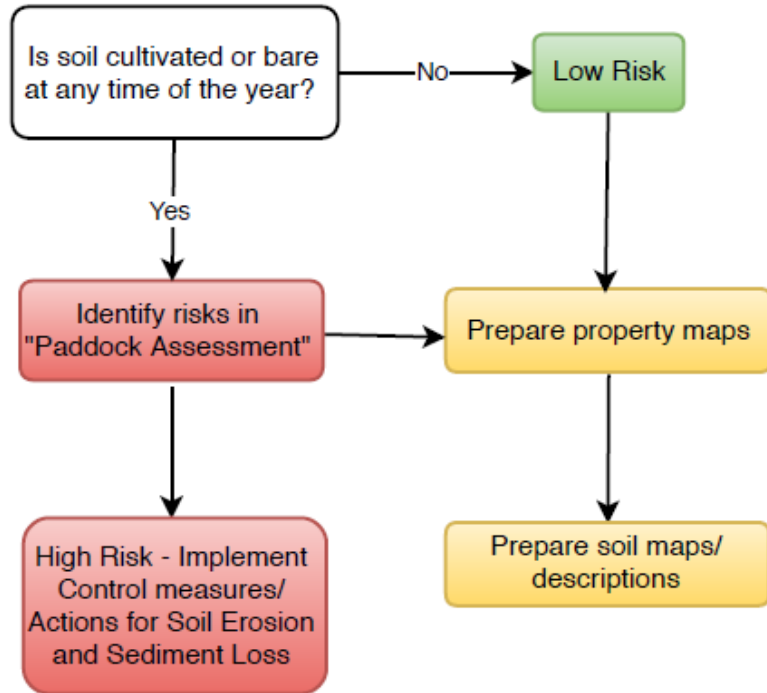 Is soil cultivated or bare
at any time of the year?
No
Low Risk
Yes
Identify risks in
"Paddock Assessment"
Prepare property maps
High Risk - Implement
Control measures/
Actions for Soil Erosion
and Sediment Loss
Prepare soil maps/
descriptions